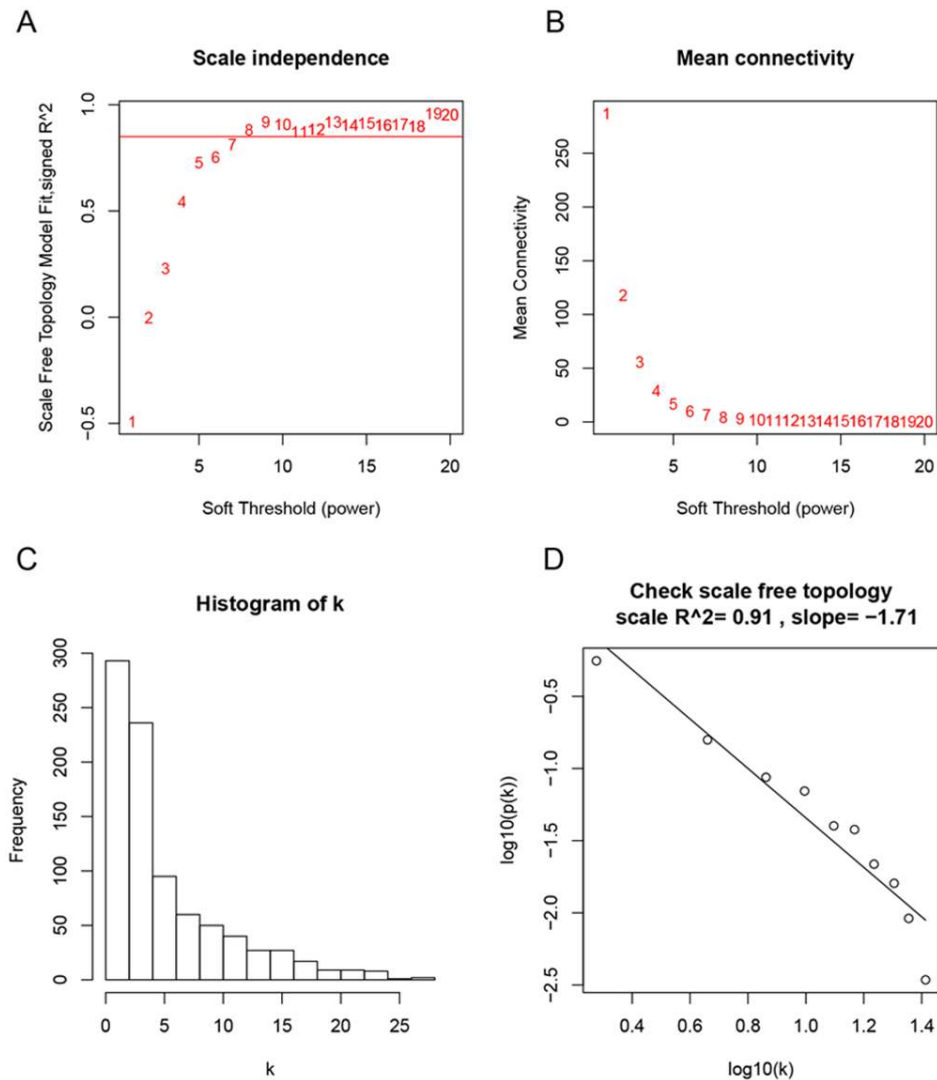 A
Scale independence
Scale Free Topology Model Fit,signed R^2
1.0
0.5
0.0
−0.5
1
2
3
4
5
6
7
8
9
10
11
12
13
14
15
16
17
18
19
20
5 10 15 20
Soft Threshold (power)
B
Mean connectivity
Mean Connectivity
250
200
150
100
50
0
1
2
3
4
5
6
7
8
9
10
11
12
13
14
15
16
17
18
19
20
5 10 15 20
Soft Threshold (power)
C
Histogram of k
Frequency
300
250
200
150
100
50
0
0 5 10 15 20 25
k
D
Check scale free topology
scale R^2= 0.91 , slope= −1.71
log10(p(k))
−0.5
−1.0
−1.5
−2.0
−2.5
0.4 0.6 0.8 1.0 1.2 1.4
log10(k)